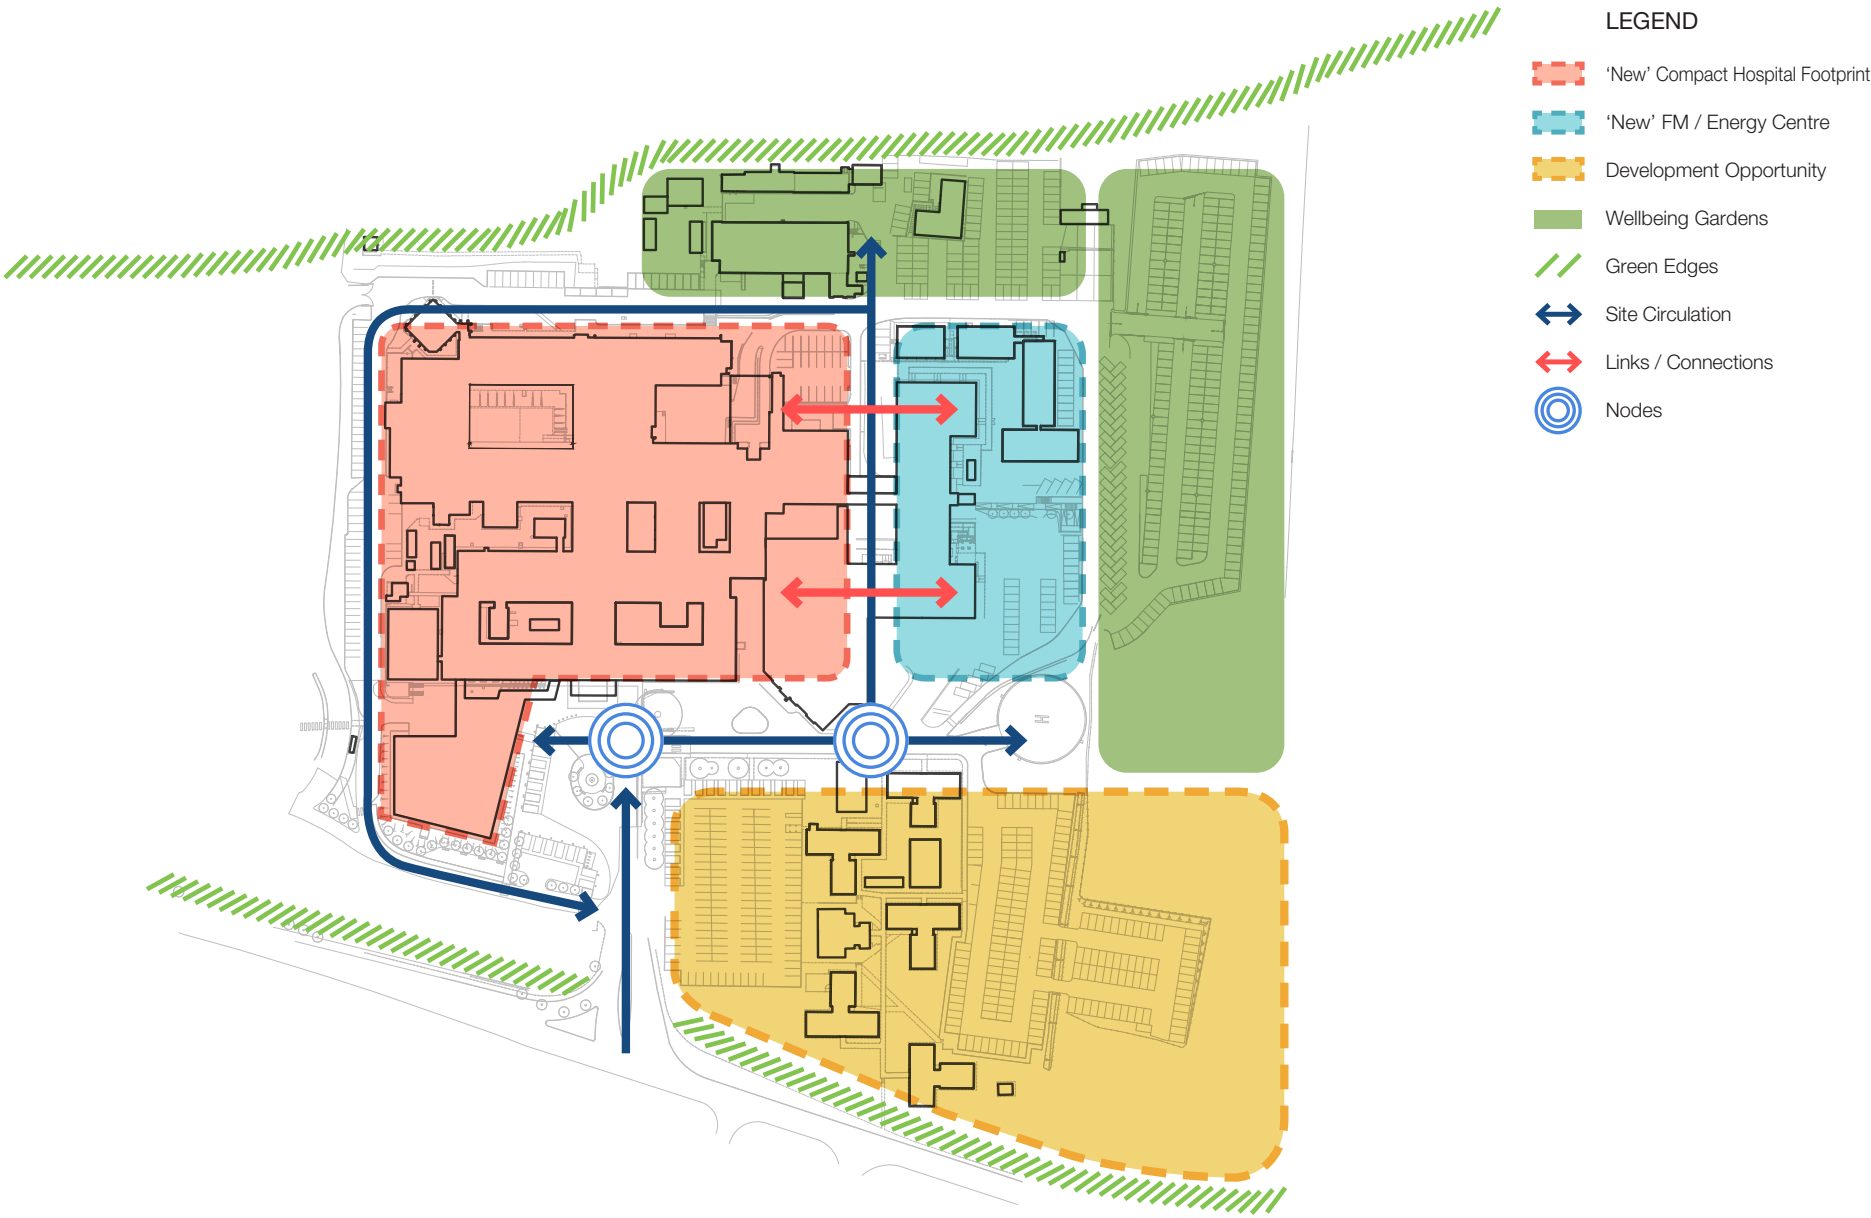 LEGEND
‘New’ Compact Hospital Footprint
‘New’ FM / Energy Centre
Development Opportunity
Wellbeing Gardens
Green Edges
Site Circulation
Links / Connections
Nodes
H